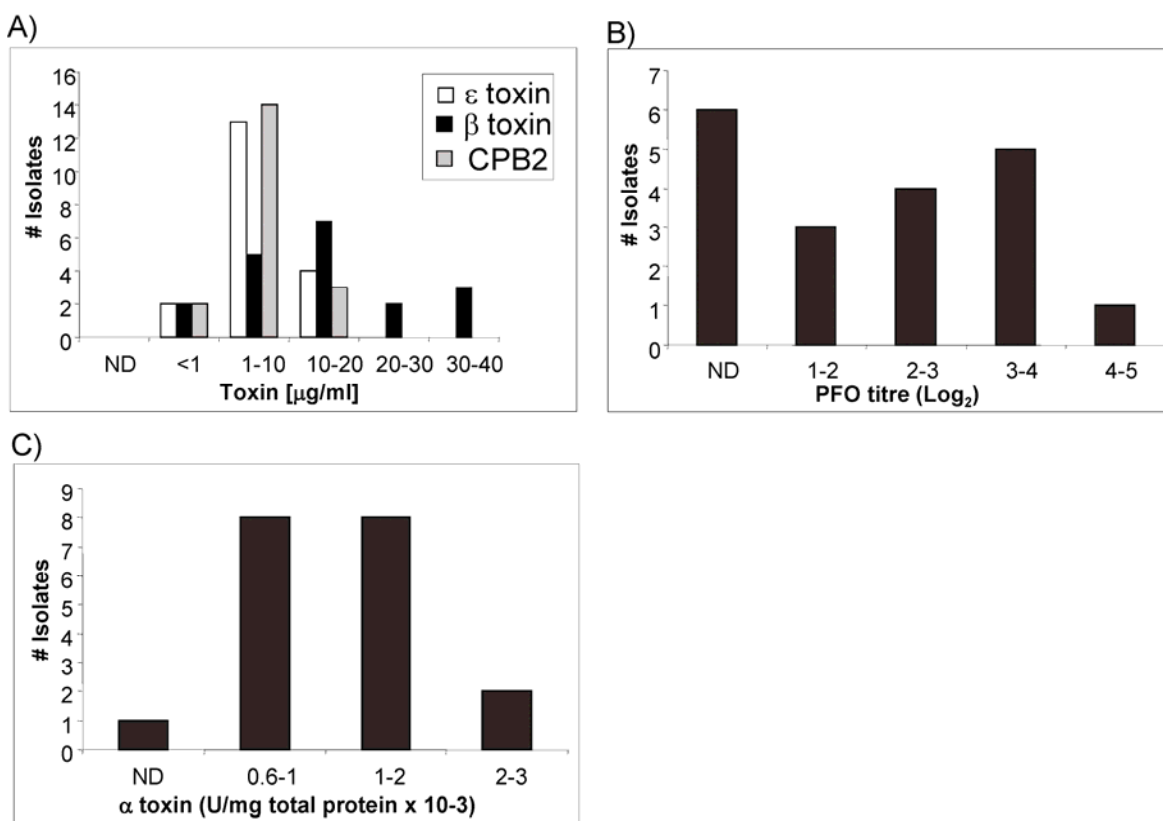 A)
# Isolates
16
14
12
10
8
6
4
2
0
ND <1 1-10 10-20 20-30 30-40
Toxin [µg/ml]
ε toxin
β toxin
CPB2
B)
# Isolates
7
6
5
4
3
2
1
0
ND 1-2 2-3 3-4 4-5
PFO titre (Log₂)
C)
# Isolates
9
8
7
6
5
4
3
2
1
0
ND 0.6-1 1-2 2-3
α toxin (U/mg total protein x 10-3)